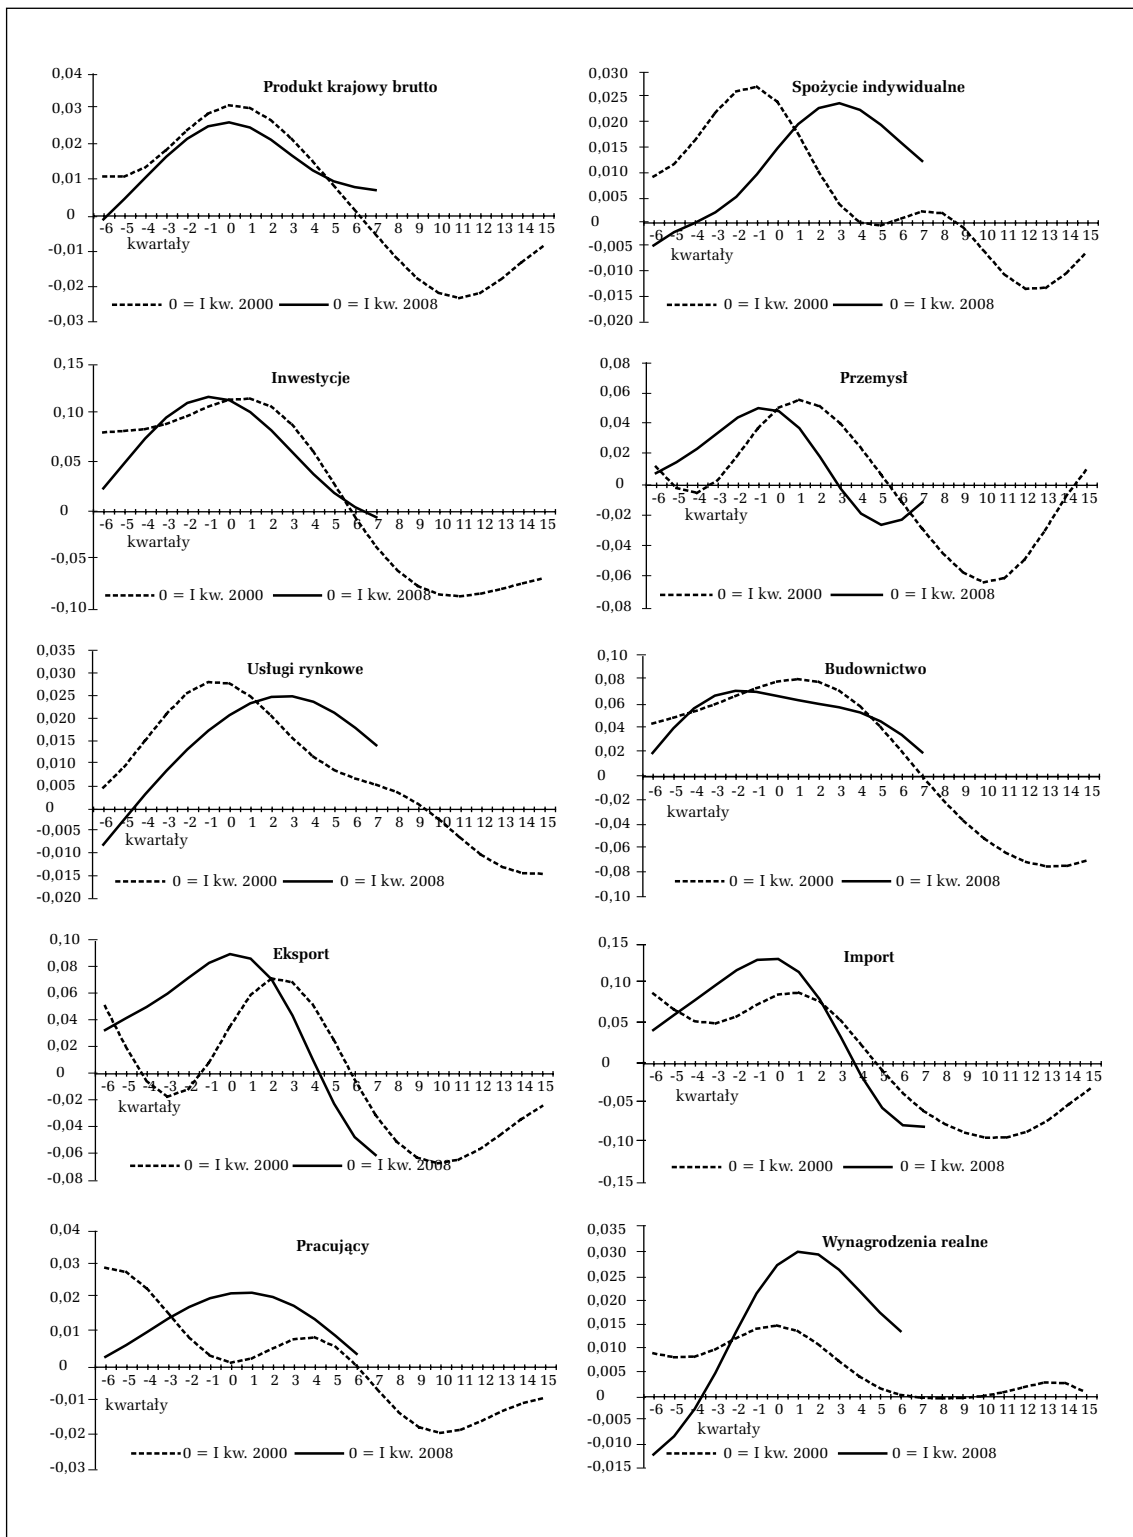 Produkt krajowy brutto
0,04
0,03
0,02
0,01
0
-0,01
-0,02
-0,03
-6 -5 -4 -3 -2 -1 0 1 2 3 4 5 6 7 8 9 10 11 12 13 14 15
kwartały
0 = I kw. 2000 0 = I kw. 2008
Spożycie indywidualne
0,030
0,025
0,020
0,015
0,010
0,005
0
-0,005
-0,010
-0,015
-0,020
-6 -5 -4 -3 -2 -1 0 1 2 3 4 5 6 7 8 9 10 11 12 13 14 15
kwartały
0 = I kw. 2000 0 = I kw. 2008
Inwestycje
0,15
0,10
0,05
0
-0,05
-0,10
-6 -5 -4 -3 -2 -1 0 1 2 3 4 5 6 7 8 9 10 11 12 13 14 15
kwartały
0 = I kw. 2000 0 = I kw. 2008
Przemysł
0,08
0,06
0,04
0,02
0
-0,02
-0,04
-0,06
-0,08
-6 -5 -4 -3 -2 -1 0 1 2 3 4 5 6 7 8 9 10 11 12 13 14 15
kwartały
0 = I kw. 2000 0 = I kw. 2008
Usługi rynkowe
0,035
0,030
0,025
0,020
0,015
0,010
0,005
0
-0,005
-0,010
-0,015
-0,020
-6 -5 -4 -3 -2 -1 0 1 2 3 4 5 6 7 8 9 10 11 12 13 14 15
kwartały
0 = I kw. 2000 0 = I kw. 2008
Budownictwo
0,10
0,08
0,06
0,04
0,02
0
-0,02
-0,04
-0,06
-0,08
-0,10
-6 -5 -4 -3 -2 -1 0 1 2 3 4 5 6 7 8 9 10 11 12 13 14 15
kwartały
0 = I kw. 2000 0 = I kw. 2008
Eksport
0,10
0,08
0,06
0,04
0,02
0
-0,02
-0,04
-0,06
-0,08
-6 -5 -4 -3 -2 -1 0 1 2 3 4 5 6 7 8 9 10 11 12 13 14 15
kwartały
0 = I kw. 2000 0 = I kw. 2008
Import
0,15
0,10
0,05
0
-0,05
-0,10
-0,15
-6 -5 -4 -3 -2 -1 0 1 2 3 4 5 6 7 8 9 10 11 12 13 14 15
kwartały
0 = I kw. 2000 0 = I kw. 2008
Pracujący
0,04
0,03
0,02
0,01
0
-0,01
-0,02
-0,03
-6 -5 -4 -3 -2 -1 0 1 2 3 4 5 6 7 8 9 10 11 12 13 14 15
kwartały
0 = I kw. 2000 0 = I kw. 2008
Wynagrodzenia realne
0,035
0,030
0,025
0,020
0,015
0,010
0,005
0
-0,005
-0,010
-0,015
-6 -5 -4 -3 -2 -1 0 1 2 3 4 5 6 7 8 9 10 11 12 13 14 15
kwartały
0 = I kw. 2000 0 = I kw. 2008